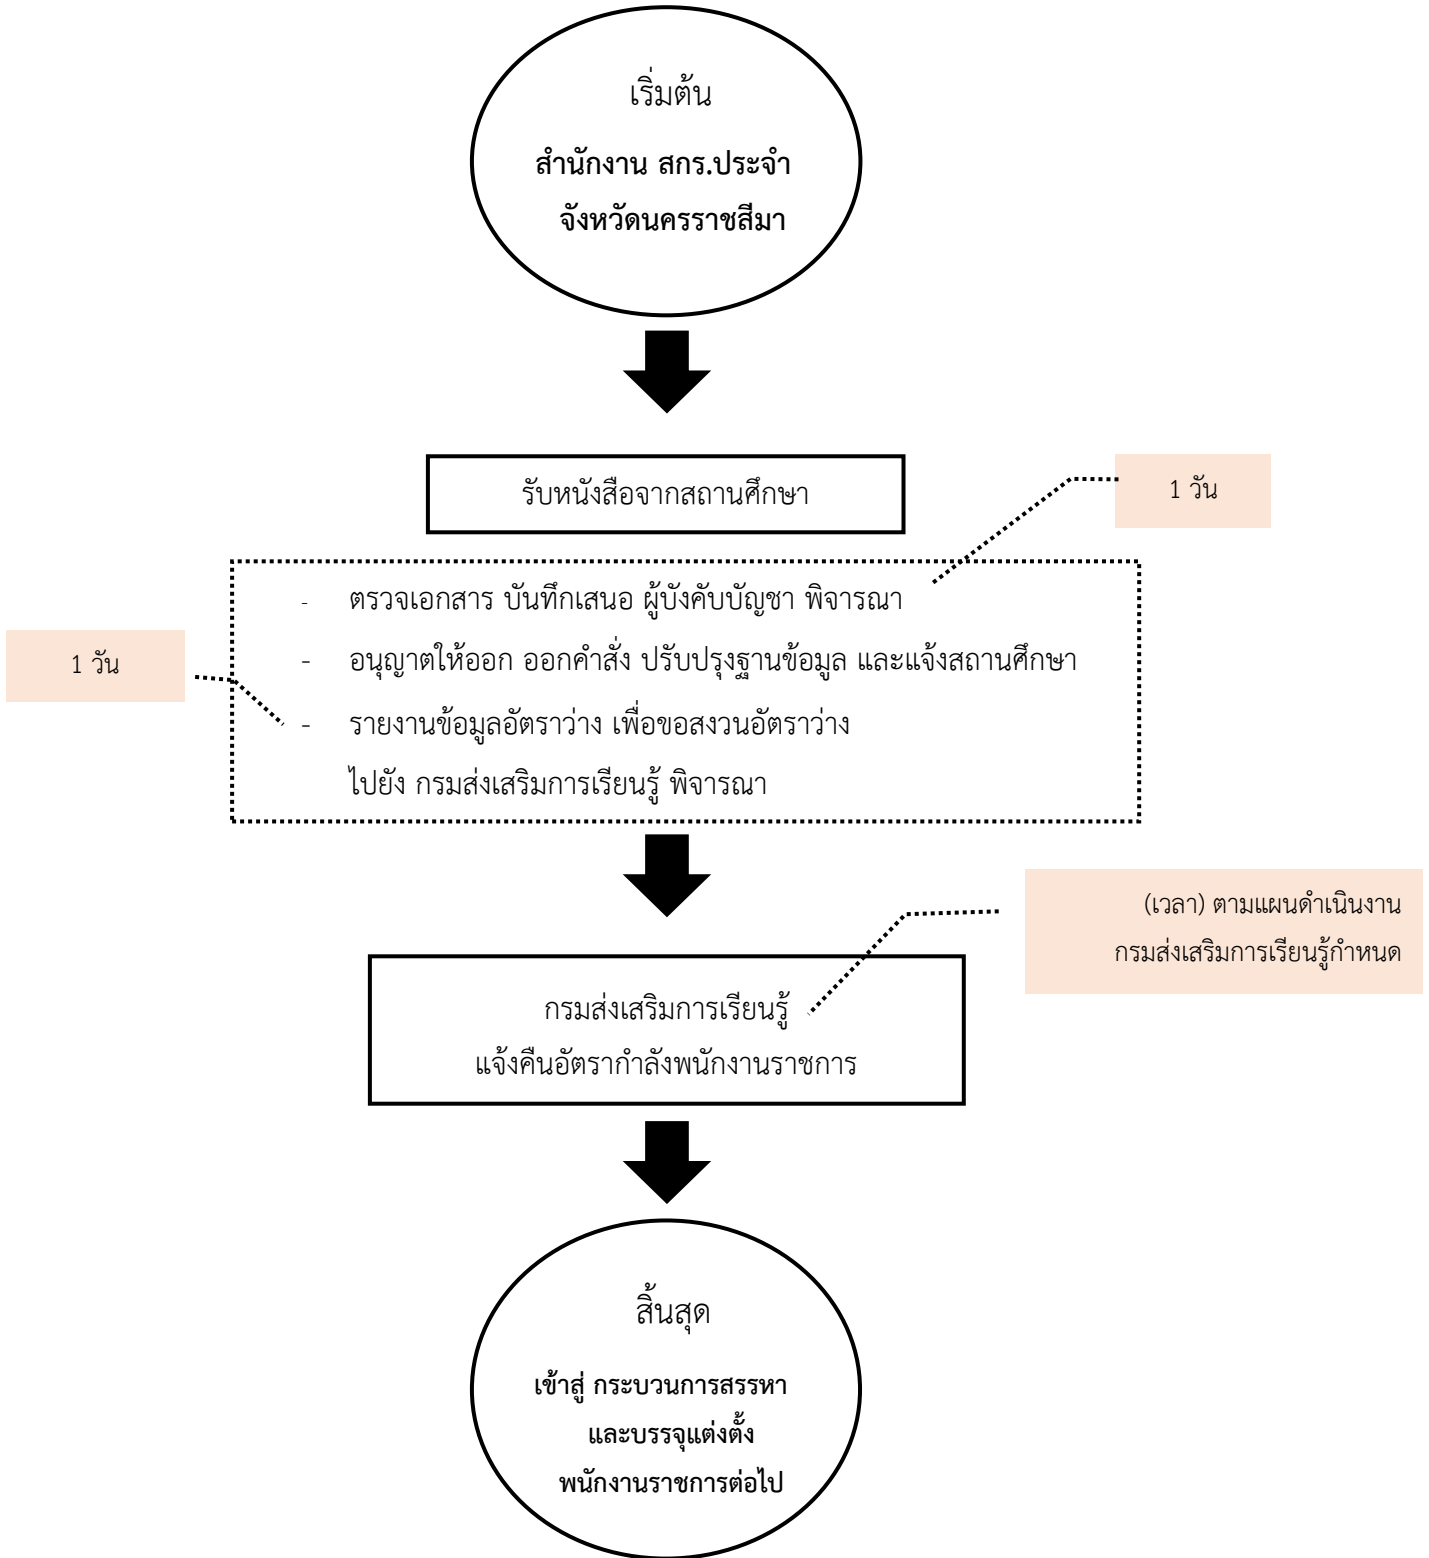 เริ่มต้น
สำนักงาน สกร.ประจำ
จังหวัดนครราชสีมา
รับหนังสือจากสถานศึกษา
1 วัน
- ตรวจเอกสาร บันทึกเสนอ ผู้บังคับบัญชา พิจารณา
- อนุญาตให้ออก ออกคำสั่ง ปรับปรุงฐานข้อมูล และแจ้งสถานศึกษา
1 วัน
- รายงานข้อมูลอัตราว่าง เพื่อขอสงวนอัตราว่าง
ไปยัง กรมส่งเสริมการเรียนรู้ พิจารณา
(เวลา) ตามแผนดำเนินงาน
กรมส่งเสริมการเรียนรู้กำหนด
กรมส่งเสริมการเรียนรู้
แจ้งคืนอัตรากำลังพนักงานราชการ
สิ้นสุด
เข้าสู่ กระบวนการสรรหา
และบรรจุแต่งตั้ง
พนักงานราชการต่อไป